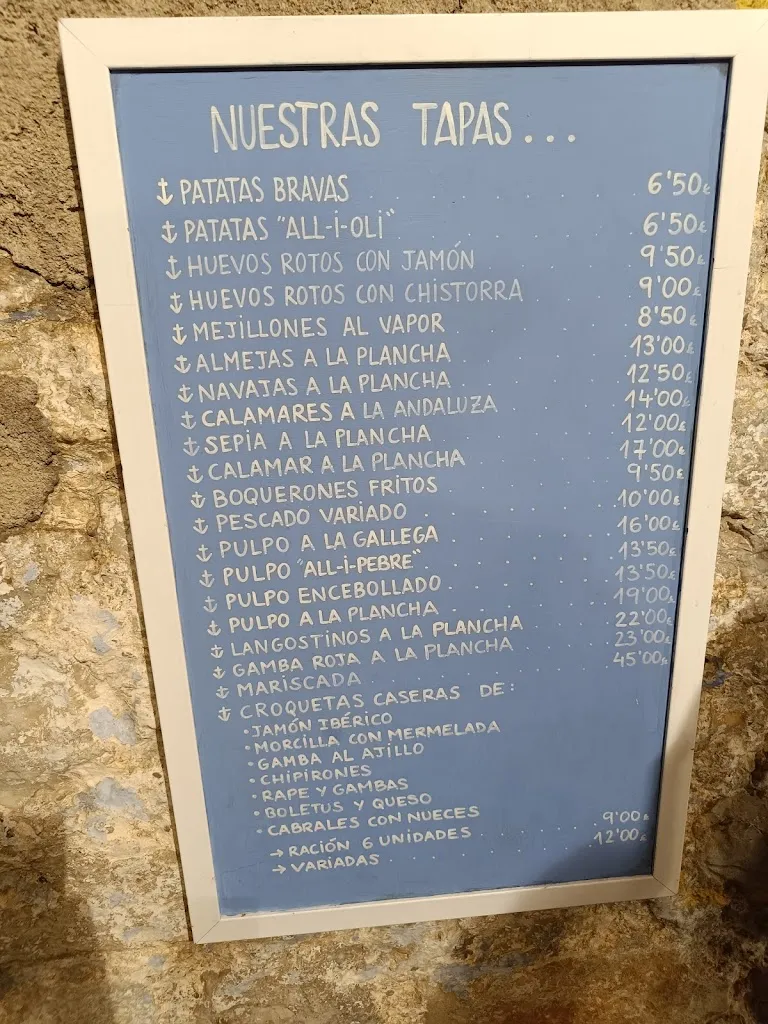 NUESTRAS TAPAS...
PATATAS BRAVAS 6'50€
PATATAS "ALL-i-OLi" 6'50€
HUEVOS ROTOS CON JAMÓN 9'50€
HUEVOS ROTOS CON CHISTORRA 9'00€
MEJILLONES AL VAPOR 8'50€
ALMEJAS A LA PLANCHA 13'00€
NAVAJAS A LA PLANCHA 12'50€
CALAMARES A LA ANDALUZA 14'00€
SEPIA A LA PLANCHA 12'00€
CALAMAR A LA PLANCHA 17'00€
BOQUERONES FRITOS 9'50€
PESCADO VARIADO 10'00€
PULPO A LA GALLEGA 16'00€
PULPO "ALL-i-PEBRE" 13'50€
PULPO ENCEBOLLADO 13'50€
PULPO A LA PLANCHA 19'00€
LANGOSTINOS A LA PLANCHA 22'00€
GAMBA ROJA A LA PLANCHA 23'00€
MARISCADA 45'00€
CROQUETAS CASERAS DE:
• JAMÓN IBÉRICO
• MORCILLA CON MERMELADA
• GAMBA AL AJILLO
• CHIPIRONES
• RAPE Y GAMBAS
• BOLETUS Y QUESO
• CABRALES CON NUECES
→ RACIÓN 6 UNIDADES 9'00€
→ VARIADAS 12'00€